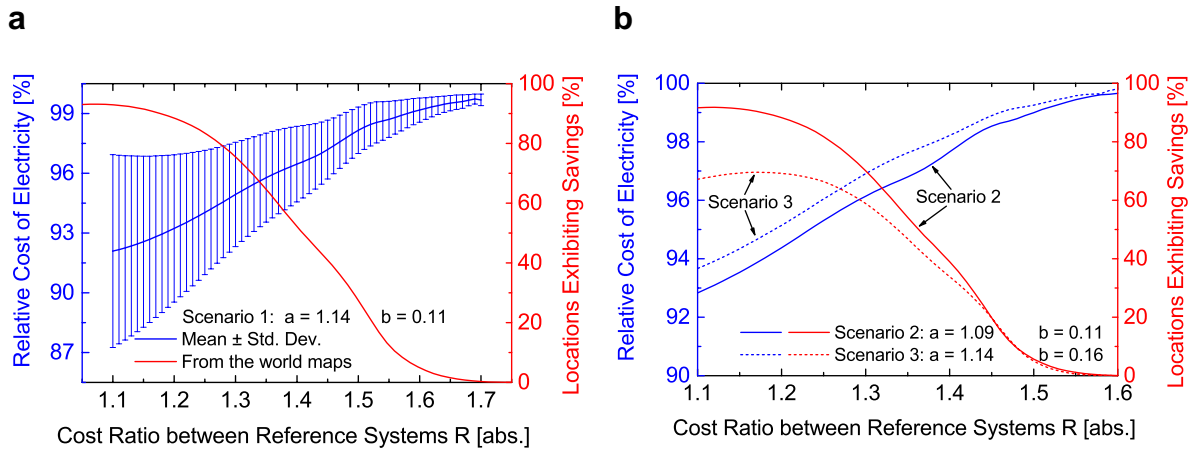 a
Relative Cost of Electricity [%]
99
96
93
90
87
100
80
60
40
20
0
Locations Exhibiting Savings [%]
Scenario 1: a = 1.14 b = 0.11
Mean ± Std. Dev.
From the world maps
1.1 1.2 1.3 1.4 1.5 1.6 1.7
Cost Ratio between Reference Systems R [abs.]
b
Relative Cost of Electricity [%]
100
98
96
94
92
90
100
80
60
40
20
0
Locations Exhibiting Savings [%]
Scenario 3
Scenario 2
Scenario 2: a = 1.09 b = 0.11
Scenario 3: a = 1.14 b = 0.16
1.1 1.2 1.3 1.4 1.5 1.6
Cost Ratio between Reference Systems R [abs.]